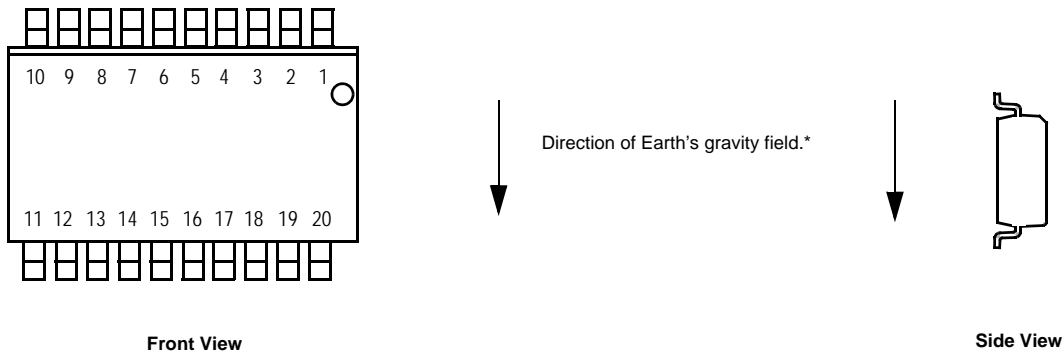 10 9 8 7 6 5 4 3 2 1
Direction of Earth's gravity field.*
11 12 13 14 15 16 17 18 19 20
Front View
Side View